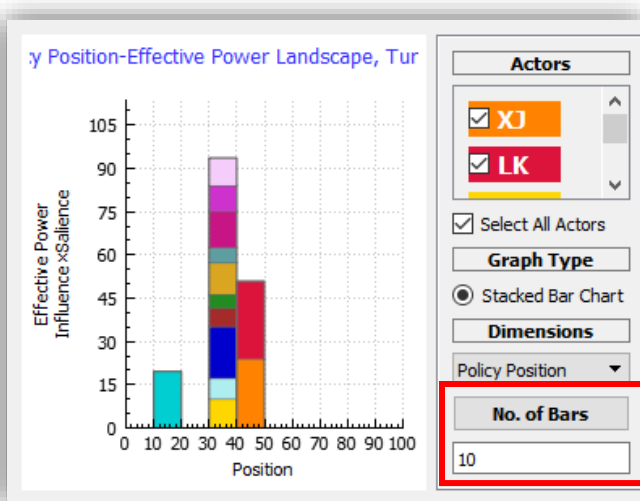 :y Position-Effective Power Landscape, Tur
105
90
75
60
45
30
15
0
Effective Power
Influence ×Salience
0 10 20 30 40 50 60 70 80 90 100
Position
Actors
XJ
LK
Select All Actors
Graph Type
Stacked Bar Chart
Dimensions
Policy Position
No. of Bars
10